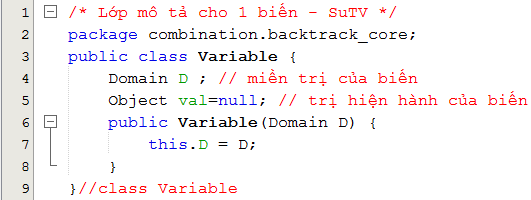 1 /* Lớp mô tả cho 1 biến - SuTV */
2 package combination.backtrack_core;
3 public class Variable {
4 Domain D ; // miền trị của biến
5 Object val=null; // trị hiện hành của biến
6 public Variable(Domain D) {
7 this.D = D;
8 }
9 }//class Variable